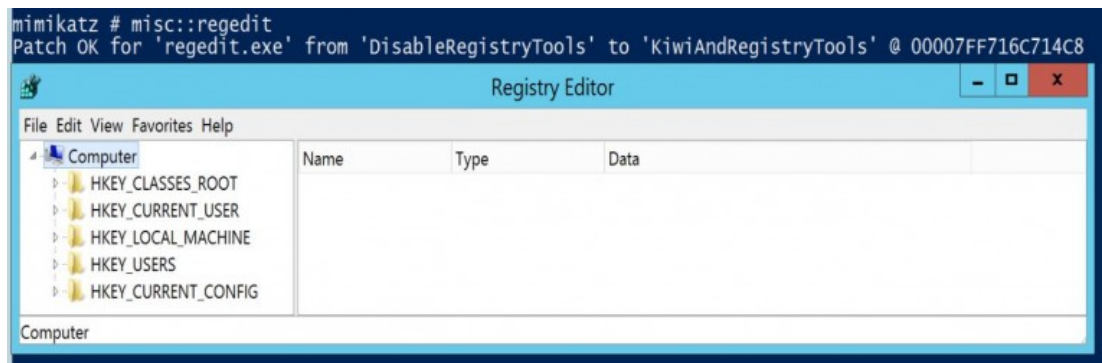 mimikatz # misc::regedit
Patch OK for 'regedit.exe' from 'DisableRegistryTools' to 'KiwiAndRegistryTools' @ 00007FF716C714C8
Registry Editor
File Edit View Favorites Help
Computer
Name Type Data
HKEY_CLASSES_ROOT
HKEY_CURRENT_USER
HKEY_LOCAL_MACHINE
HKEY_USERS
HKEY_CURRENT_CONFIG
Computer